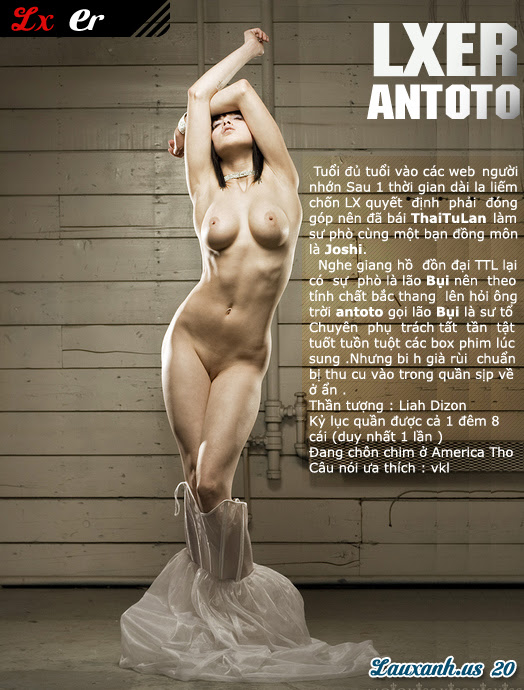 Lx Er
LXER
ANTOTO
Tuổi đủ tuổi vào các web người
nhớn Sau 1 thời gian dài la liếm
chốn LX quyết định phải đóng
góp nên đã bái ThaiTuLan làm
sư phò cùng một bạn đồng môn
là Joshi.
Nghe giang hồ đồn đại TTL lại
có sự phò là lão Bụi nên theo
tính chất bắc thang lên hỏi ông
trời antoto gọi lão Bụi là sư tổ
Chuyên phụ trách tất tần tật
tuốt tuồn tuột các box phim lúc
sung .Nhưng bi h già rùi chuẩn
bị thu cu vào trong quần sịp về
ở ẩn .
Thần tượng : Liah Dizon
Kỷ lục quần được cả 1 đêm 8
cái (duy nhất 1 lần )
Đang chôn chim ở America Tho
Câu nói ưa thích : vkl
Lauxanh.us 20